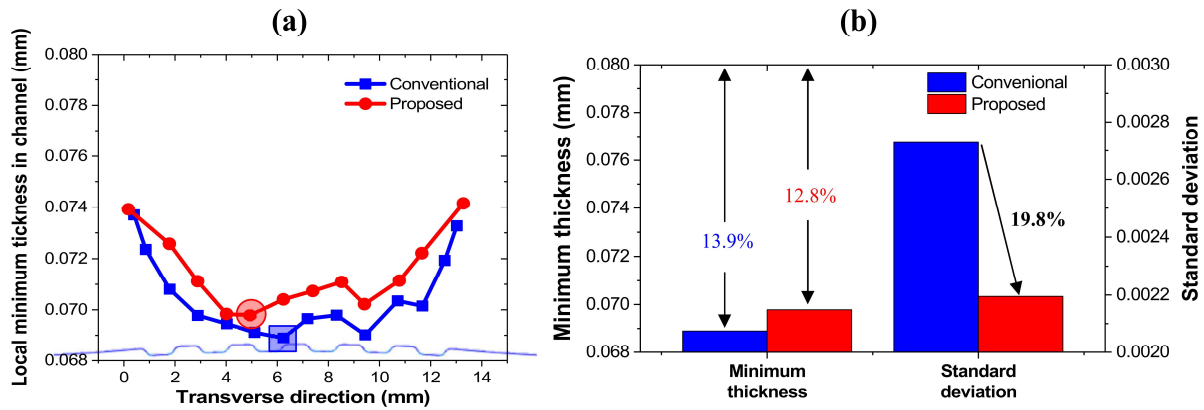 (a)
Local minimum tickness in channel (mm)
0.080
0.078
0.076
0.074
0.072
0.070
0.068
Conventional
Proposed
0 2 4 6 8 10 12 14
Transverse direction (mm)
(b)
Minimum thickness (mm)
0.080
0.078
0.076
0.074
0.072
0.070
0.068
13.9%
12.8%
Convenional
Proposed
19.8%
0.0030
0.0028
0.0026
0.0024
0.0022
0.0020
Standard deviation
Minimum Standard
thickness deviation